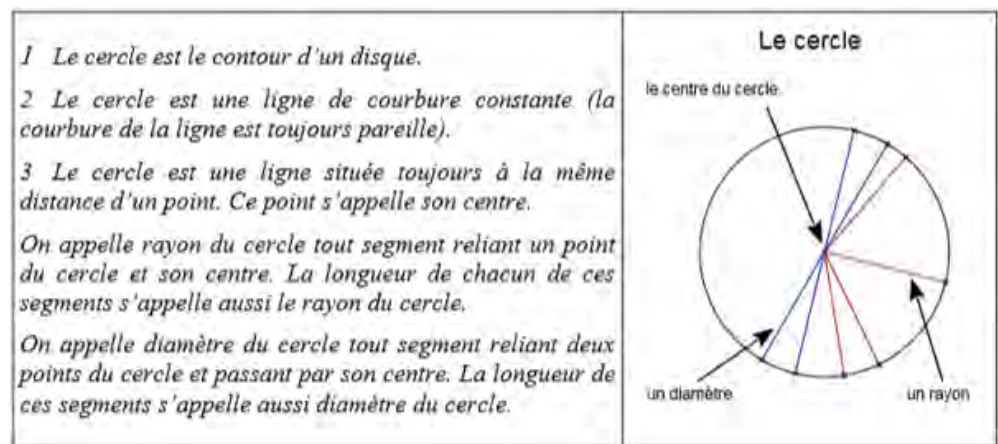 1 Le cercle est le contour d'un disque.
2 Le cercle est une ligne de courbure constante (la
courbure de la ligne est toujours pareille).
3 Le cercle est une ligne située toujours à la même
distance d'un point. Ce point s'appelle son centre.
On appelle rayon du cercle tout segment reliant un point
du cercle et son centre. La longueur de chacun de ces
segments s'appelle aussi le rayon du cercle.
On appelle diamètre du cercle tout segment reliant deux
points du cercle et passant par son centre. La longueur de
ces segments s'appelle aussi diamètre du cercle.
Le cercle
le centre du cercle
un diamètre
un rayon